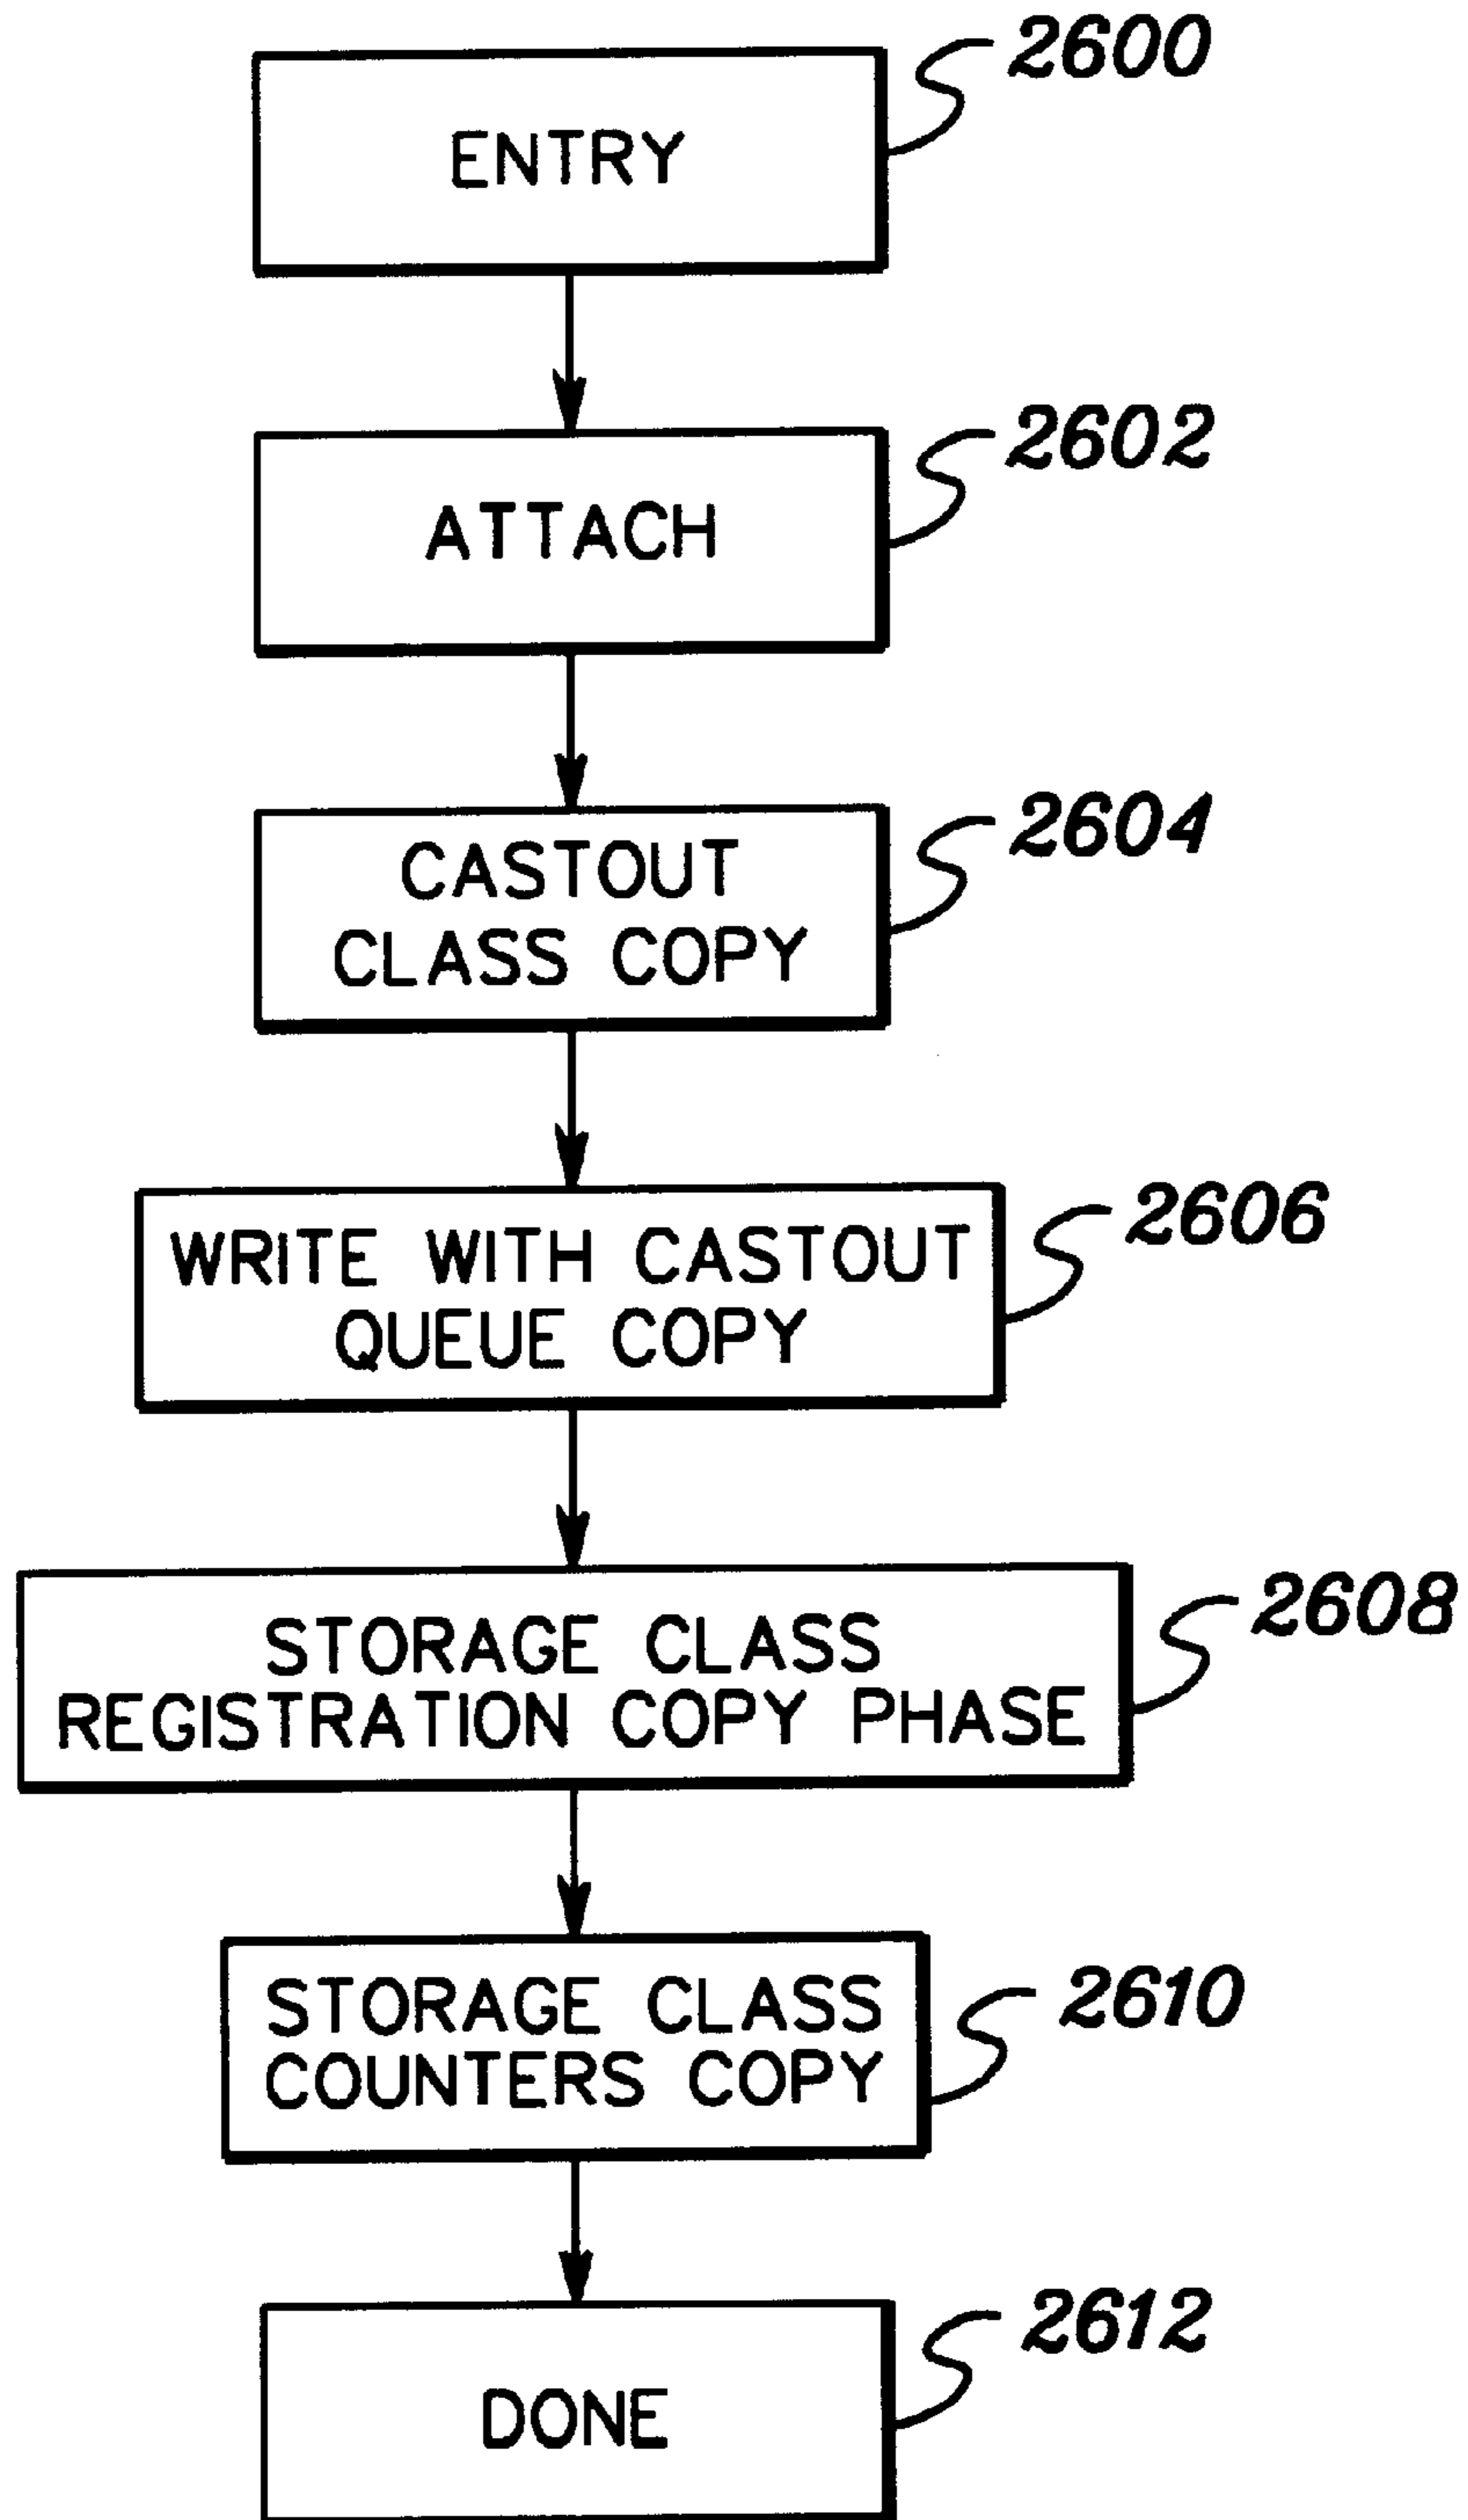 ENTRY
2600
ATTACH
2602
CASTOUT
CLASS COPY
2604
WRITE WITH CASTOUT
QUEUE COPY
2606
STORAGE CLASS
REGISTRATION COPY PHASE
2608
STORAGE CLASS
COUNTERS COPY
2610
DONE
2612